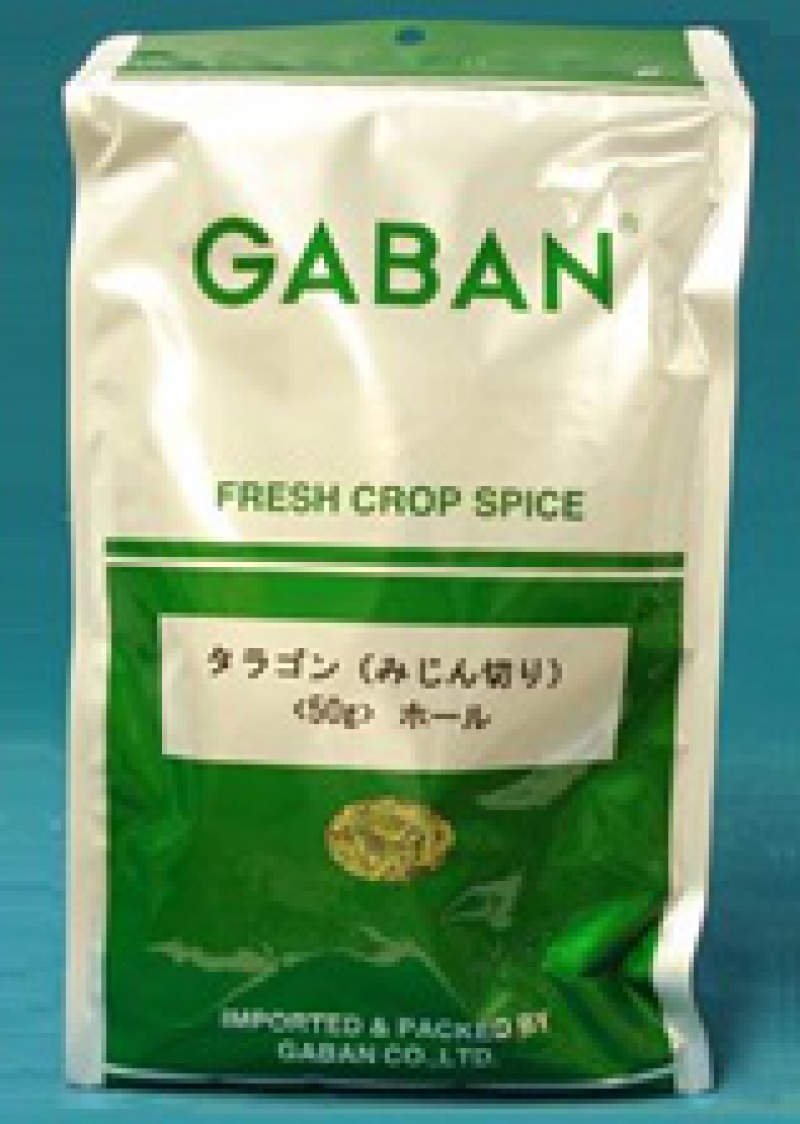 GABAN
FRESH CROP SPICE
タラゴン（みじん切り）
<50g> ホール
IMPORTED & PACKED BY
GABAN CO.,LTD.